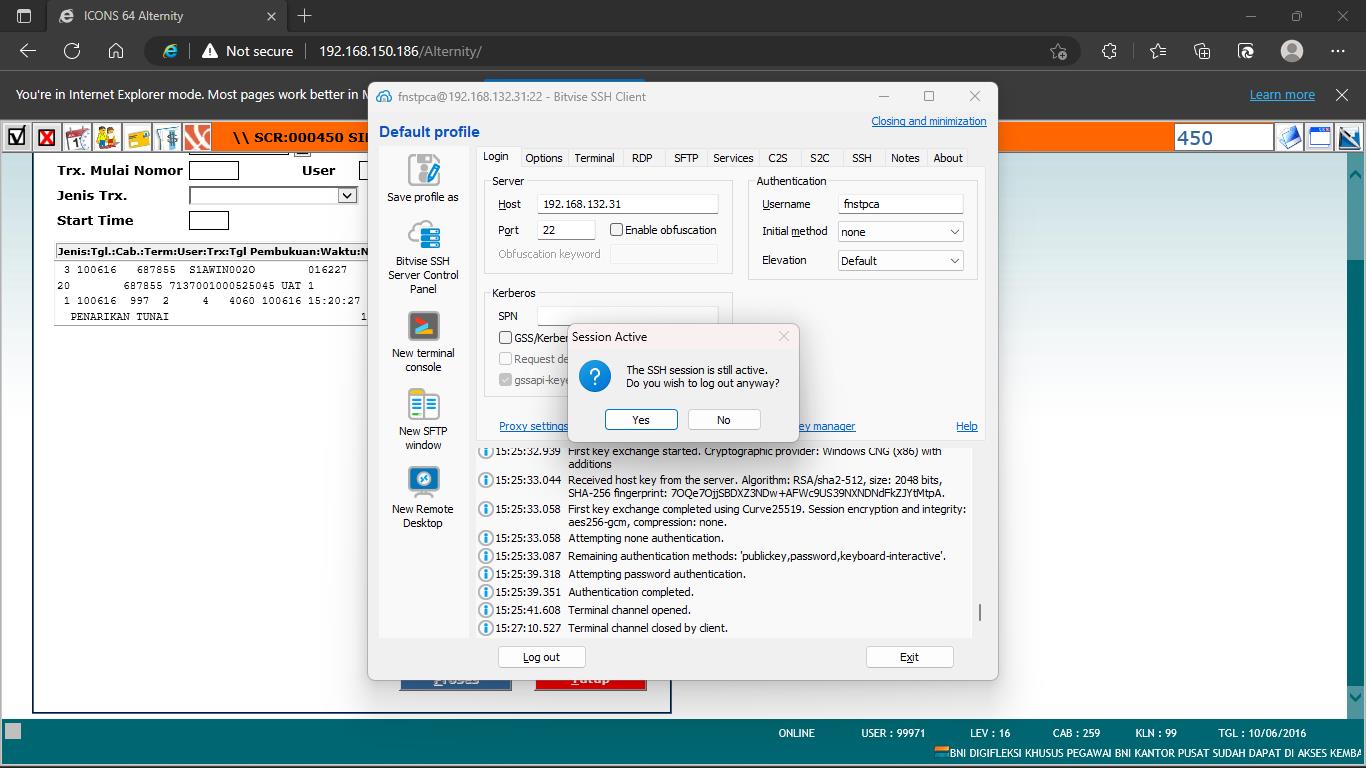 ICONS 64 Alternity
Not secure
192.168.150.186/Alternity/
You're in Internet Explorer mode. Most pages work better in
Learn more
\\ SCR:000450
450
Trx. Mulai Nomor
User
Jenis Trx.
Start Time
Jenis:Tgl.:Cab.:Term:User:Trx:Tgl Pembukuan:Waktu:N
3 100616 687855 S1AWIN002O 016227
20 687855 7137001000525045 UAT 1
1 100616 997 2 4 4060 100616 15:20:27
PENARIKAN TUNAI 1
fnstpca@192.168.132.31:22 - Bitvise SSH Client
Default profile
Closing and minimization
Save profile as
Bitvise SSH
Server Control
Panel
New terminal
console
New SFTP
window
New Remote
Desktop
Login
Options
Terminal
RDP
SFTP
Services
C2S
S2C
SSH
Notes
About
Server
Host
192.168.132.31
Port
22
Enable obfuscation
Obfuscation keyword
Authentication
Username
fnstpca
Initial method
none
Elevation
Default
Kerberos
SPN
GSS/Kerbe
Request de
gssapi-keye
Proxy settings
ey manager
Help
Session Active
The SSH session is still active.
Do you wish to log out anyway?
Yes
No
15:25:32.939 First key exchange started. Cryptographic provider: Windows CNG (x86) with
additions
15:25:33.044 Received host key from the server. Algorithm: RSA/sha2-512, size: 2048 bits,
SHA-256 fingerprint: 7OQe7OjjSBDXZ3NDw+AFWc9US39NXNDNdFkZJYtMtpA.
15:25:33.058 First key exchange completed using Curve25519. Session encryption and integrity:
aes256-gcm, compression: none.
15:25:33.058 Attempting none authentication.
15:25:33.087 Remaining authentication methods: 'publickey,password,keyboard-interactive'.
15:25:39.318 Attempting password authentication.
15:25:39.351 Authentication completed.
15:25:41.608 Terminal channel opened.
15:27:10.527 Terminal channel closed by client.
Log out
Exit
Proses
Tutup
ONLINE
USER : 99971
LEV : 16
CAB : 259
KLN : 99
TGL : 10/06/2016
BNI DIGIFLEKSI KHUSUS PEGAWAI BNI KANTOR PUSAT SUDAH DAPAT DI AKSES KEMBA